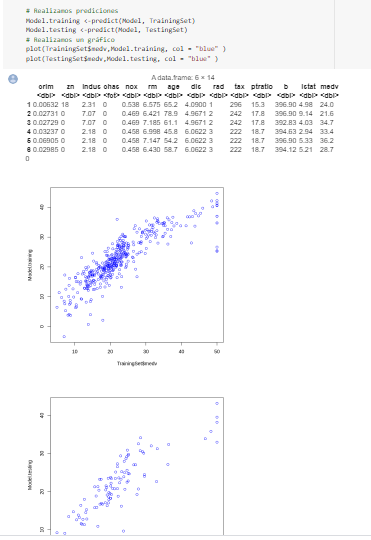 # Realizamos prediciones
Model.training <-predict(Model, TrainingSet)
Model.testing <-predict(Model, TestingSet)
# Realizamos un gráfico
plot(TrainingSet$medv,Model.training, col = "blue" )
plot(TestingSet$medv,Model.testing, col = "blue" )
A data.frame: 6 × 14
crim zn indus chas nox rm age dis rad tax ptratio b lstat medv
<dbl> <dbl> <dbl> <fct> <dbl> <dbl> <dbl> <dbl> <fct> <dbl> <dbl> <dbl> <dbl> <dbl>
1 0.00632 18 2.31 0 0.538 6.575 65.2 4.0900 1 296 15.3 396.90 4.98 24.0
2 0.02731 0 7.07 0 0.469 6.421 78.9 4.9671 2 242 17.8 396.90 9.14 21.6
3 0.02729 0 7.07 0 0.469 7.185 61.1 4.9671 2 242 17.8 392.83 4.03 34.7
4 0.03237 0 2.18 0 0.458 6.998 45.8 6.0622 3 222 18.7 394.63 2.94 33.4
5 0.06905 0 2.18 0 0.458 7.147 54.2 6.0622 3 222 18.7 396.90 5.33 36.2
6 0.02985 0 2.18 0 0.458 6.430 58.7 6.0622 3 222 18.7 394.12 5.21 28.7
0
Model.training
40
30
20
10
0
10 20 30 40 50
TrainingSet$medv
Model.testing
40
30
20
10